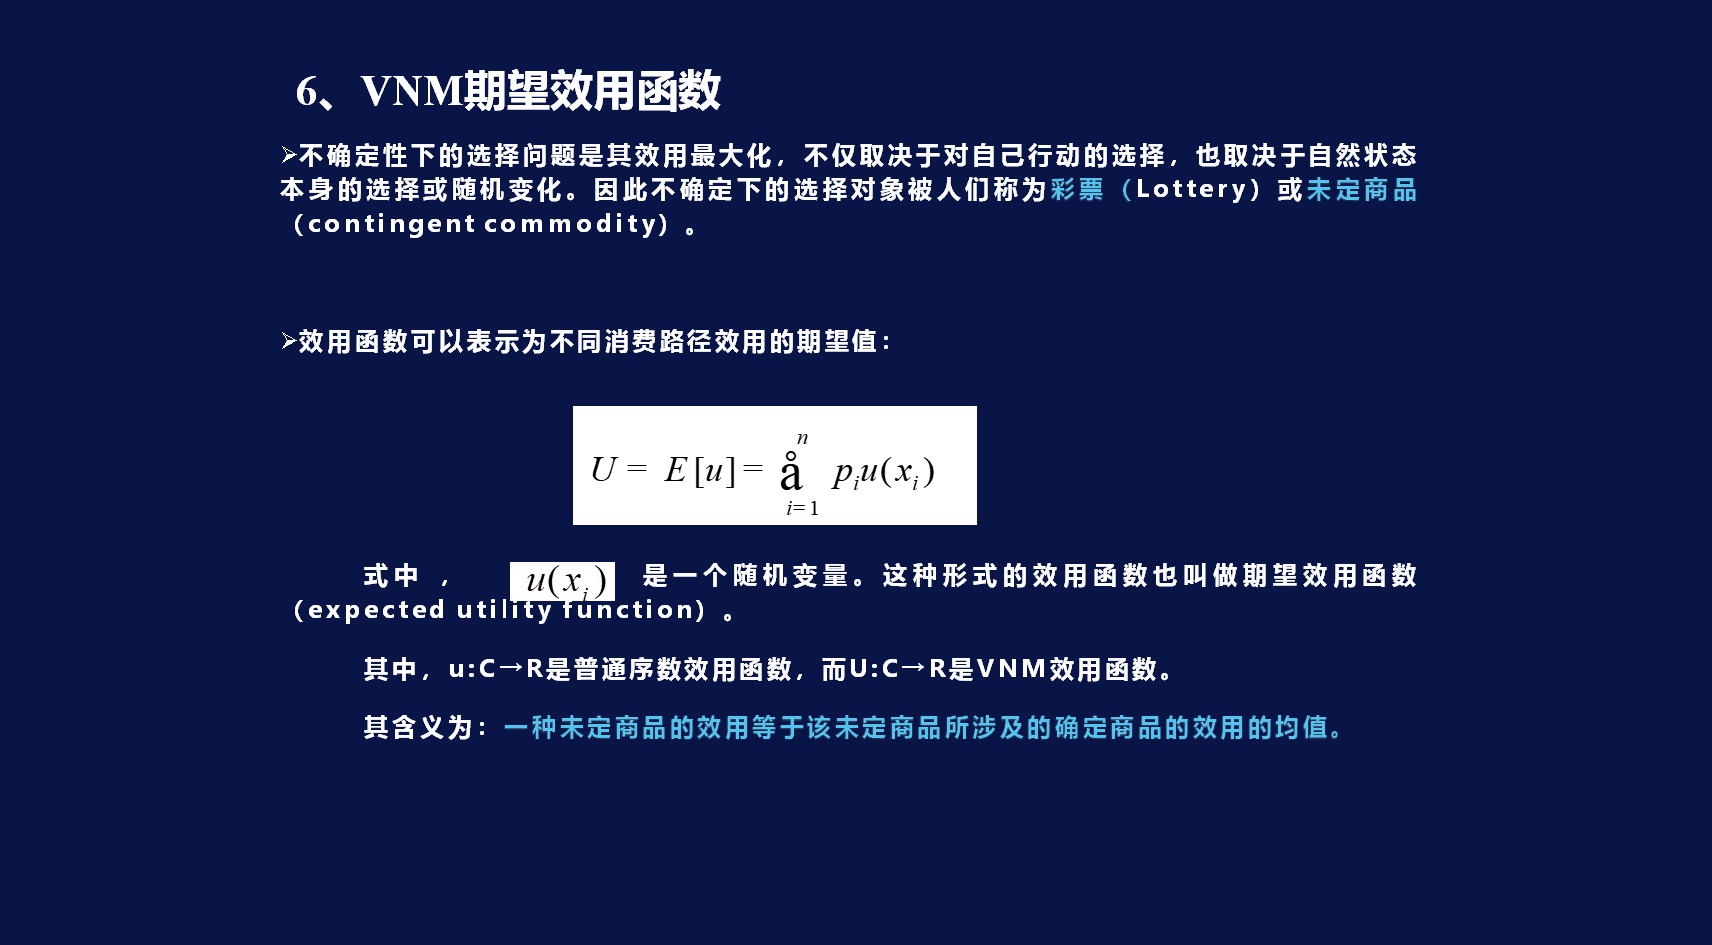 6、VNM期望效用函数
➢不确定性下的选择问题是其效用最大化，不仅取决于对自己行动的选择，也取决于自然状态
本身的选择或随机变化。因此不确定下的选择对象被人们称为彩票（Lottery）或未定商品
（contingent commodity）。
➢效用函数可以表示为不同消费路径效用的期望值：
n
U = E[u] = å p_i u(x_i)
i=1
式中 ， u(x_i) 是一个随机变量。这种形式的效用函数也叫做期望效用函数
（expected utility function）。
其中，u:C→R是普通序数效用函数，而U:C→R是VNM效用函数。
其含义为：一种未定商品的效用等于该未定商品所涉及的确定商品的效用的均值。